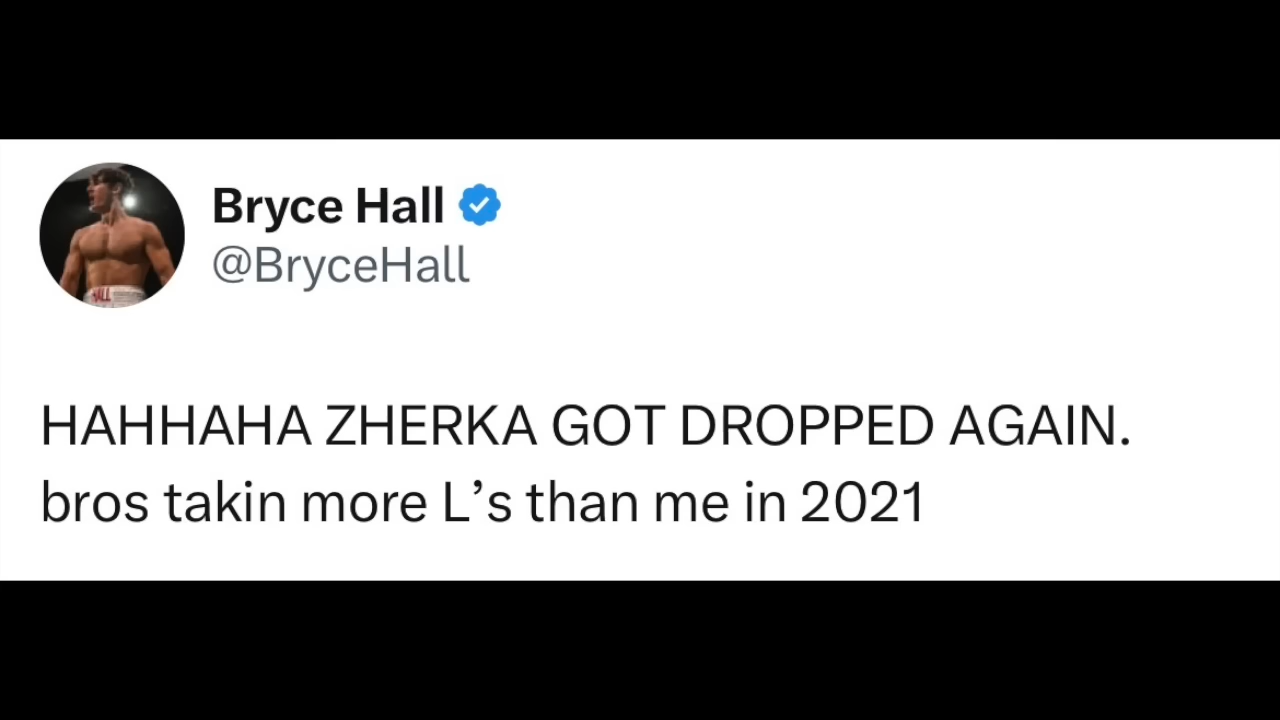 Bryce Hall
@BryceHall
HAHHAHA ZHERKA GOT DROPPED AGAIN.
bros takin more L’s than me in 2021